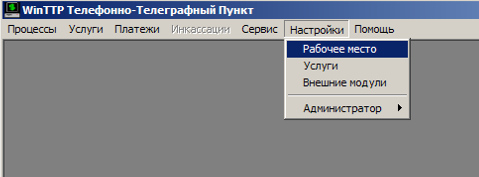 WinTTP Телефонно-Телеграфный Пункт
Процессы Услуги Платежи Инкассации Сервис Настройки Помощь
Рабочее место
Услуги
Внешние модули
Администратор